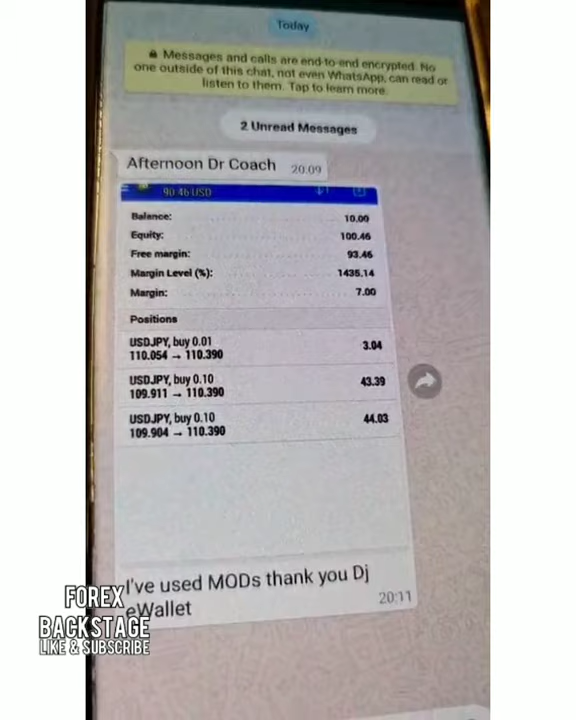 Today
Messages and calls are end-to-end encrypted. No
one outside of this chat, not even WhatsApp, can read or
listen to them. Tap to learn more.
2 Unread Messages
Afternoon Dr Coach 20:09
90.46 USD
Balance: 10.00
Equity: 100.46
Free margin: 93.46
Margin Level (%): 1435.14
Margin: 7.00
Positions
USDJPY, buy 0.01
110.054 → 110.390 3.04
USDJPY, buy 0.10
109.911 → 110.390 43.39
USDJPY, buy 0.10
109.904 → 110.390 44.03
I've used MODs thank you Dj
eWallet 20:11
FOREX
BACKSTAGE
LIKE & SUBSCRIBE